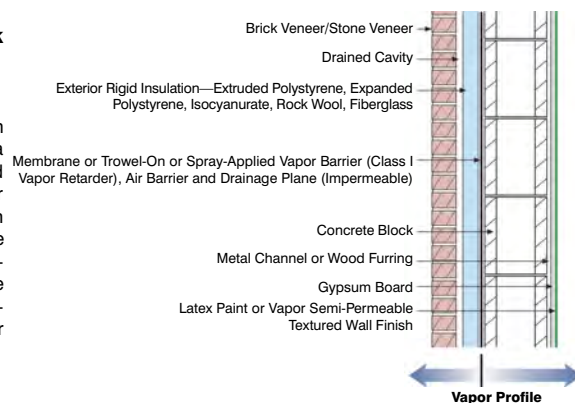 Brick Veneer/Stone Veneer
Drained Cavity
Exterior Rigid Insulation—Extruded Polystyrene, Expanded
Polystyrene, Isocyanurate, Rock Wool, Fiberglass
Membrane or Trowel-On or Spray-Applied Vapor Barrier (Class I
Vapor Retarder), Air Barrier and Drainage Plane (Impermeable)
Concrete Block
Metal Channel or Wood Furring
Gypsum Board
Latex Paint or Vapor Semi-Permeable
Textured Wall Finish
Vapor Profile